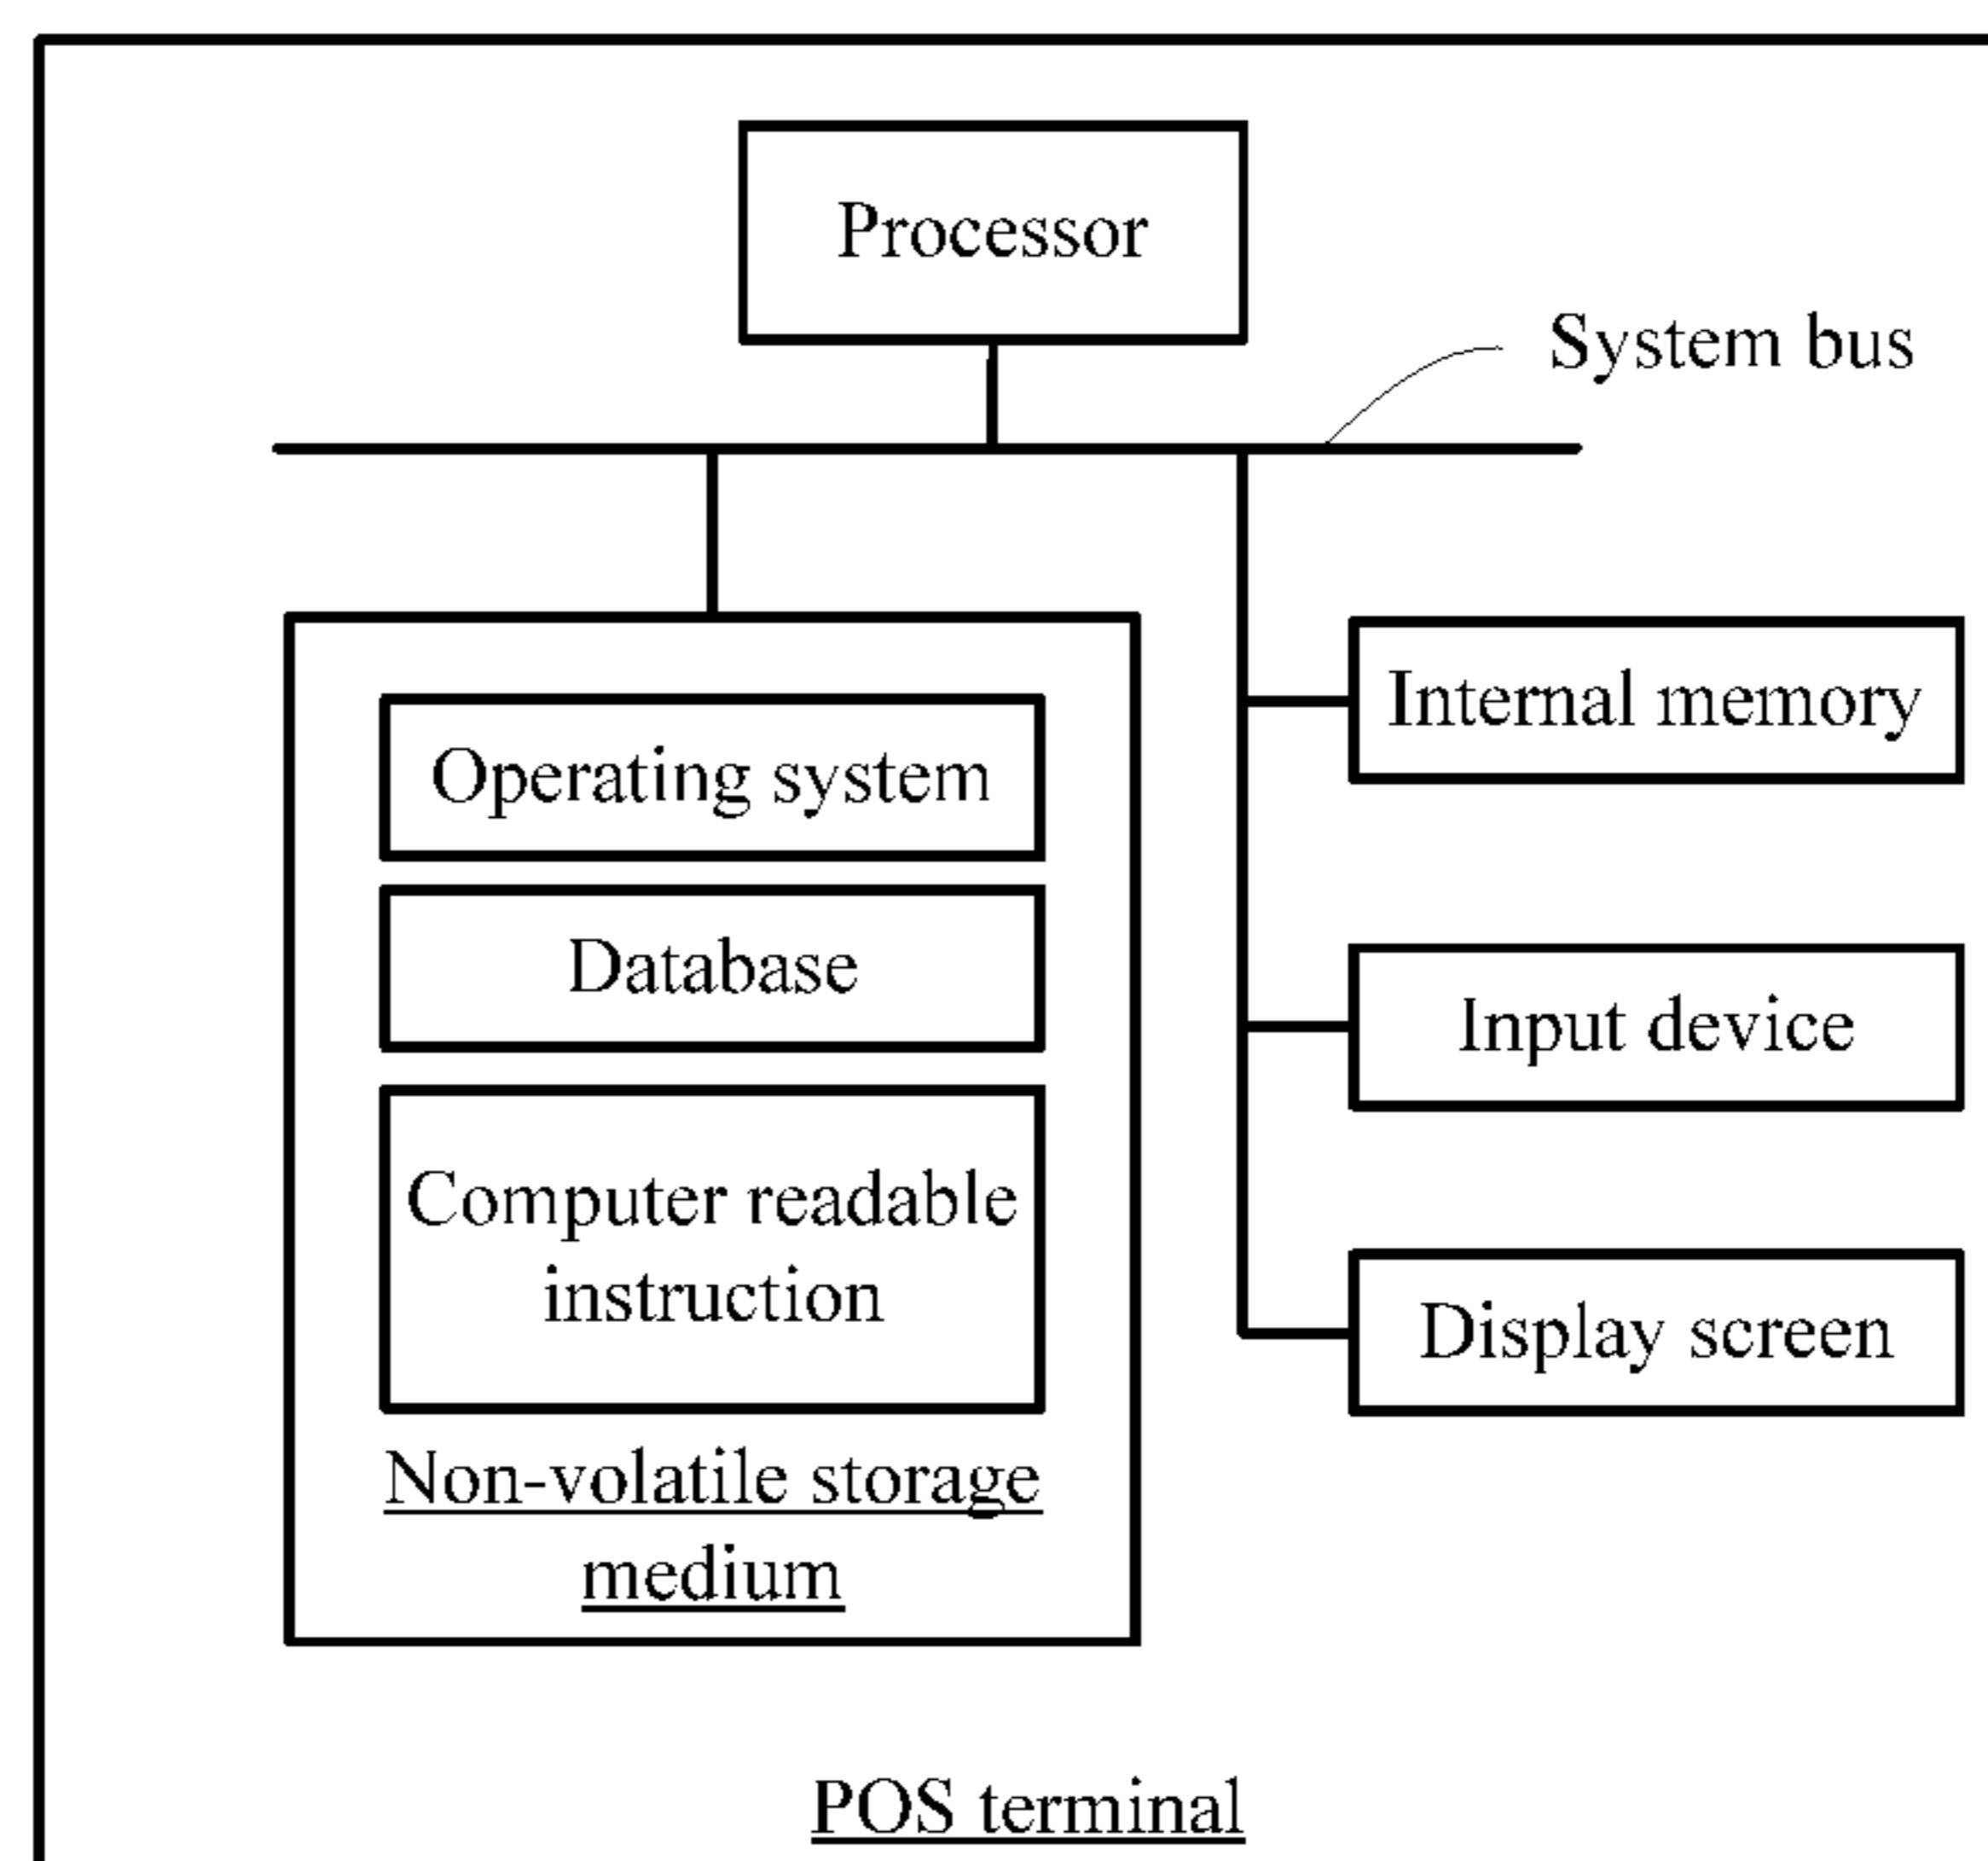 Processor
System bus
Operating system
Database
Computer readable
instruction
Non-volatile storage
medium
Internal memory
Input device
Display screen
POS terminal